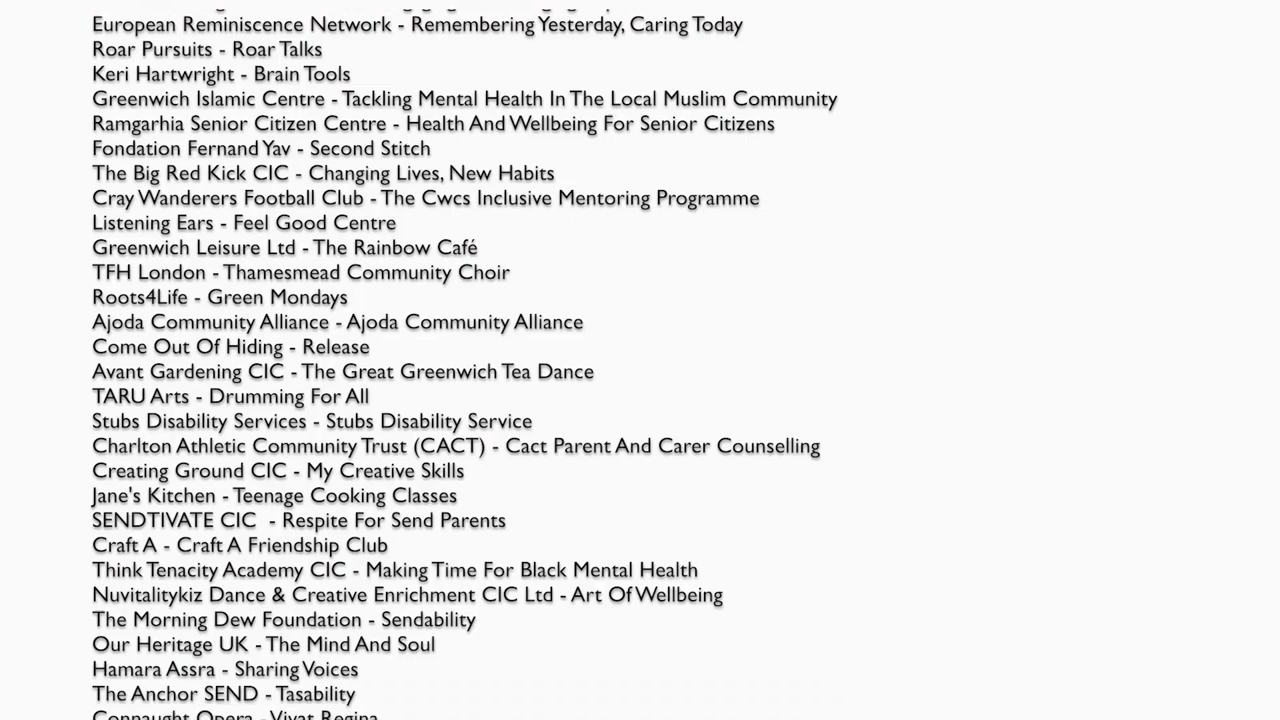 European Reminiscence Network - Remembering Yesterday, Caring Today
Roar Pursuits - Roar Talks
Keri Hartwright - Brain Tools
Greenwich Islamic Centre - Tackling Mental Health In The Local Muslim Community
Ramgarhia Senior Citizen Centre - Health And Wellbeing For Senior Citizens
Fondation Fernand Yav - Second Stitch
The Big Red Kick CIC - Changing Lives, New Habits
Cray Wanderers Football Club - The Cwcs Inclusive Mentoring Programme
Listening Ears - Feel Good Centre
Greenwich Leisure Ltd - The Rainbow Café
TFH London - Thamesmead Community Choir
Roots4Life - Green Mondays
Ajoda Community Alliance - Ajoda Community Alliance
Come Out Of Hiding - Release
Avant Gardening CIC - The Great Greenwich Tea Dance
TARU Arts - Drumming For All
Stubs Disability Services - Stubs Disability Service
Charlton Athletic Community Trust (CACT) - Cact Parent And Carer Counselling
Creating Ground CIC - My Creative Skills
Jane's Kitchen - Teenage Cooking Classes
SENDTIVATE CIC  - Respite For Send Parents
Craft A - Craft A Friendship Club
Think Tenacity Academy CIC - Making Time For Black Mental Health
Nuvitalitykiz Dance & Creative Enrichment CIC Ltd - Art Of Wellbeing
The Morning Dew Foundation - Sendability
Our Heritage UK - The Mind And Soul
Hamara Assra - Sharing Voices
The Anchor SEND - Tasability
Connaught Opera - Vivat Regina